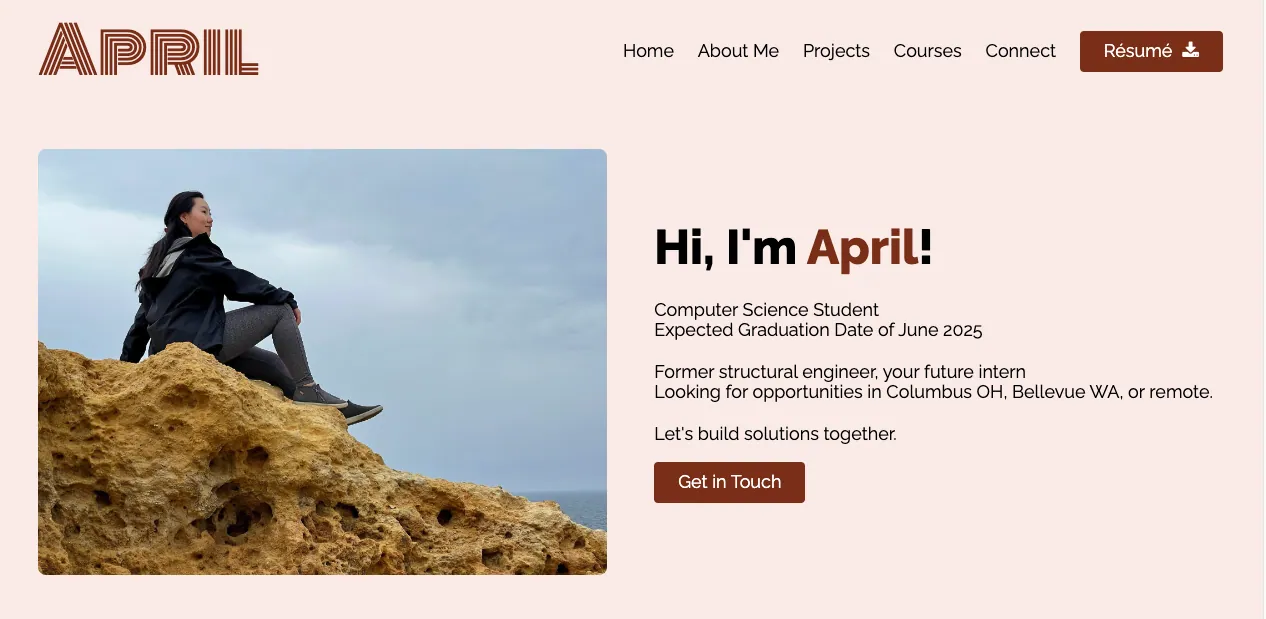 APRIL
Home About Me Projects Courses Connect Résumé
Hi, I'm April!
Computer Science Student
Expected Graduation Date of June 2025
Former structural engineer, your future intern
Looking for opportunities in Columbus OH, Bellevue WA, or remote.
Let's build solutions together.
Get in Touch